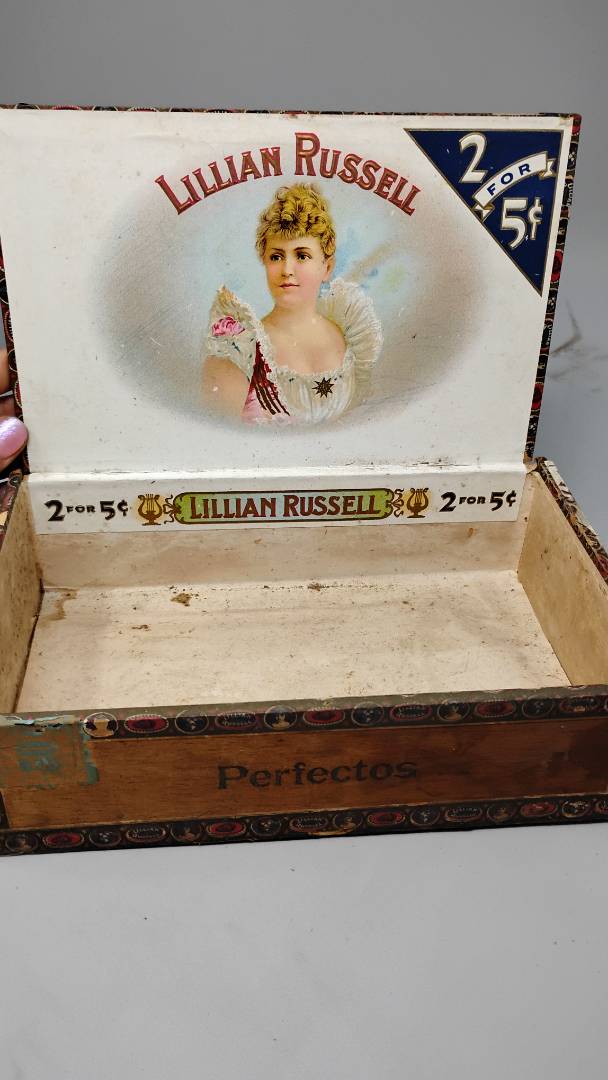 LILLIAN RUSSELL
2 FOR 5¢
2 FOR 5¢ LILLIAN RUSSELL 2 FOR 5¢
Perfectos